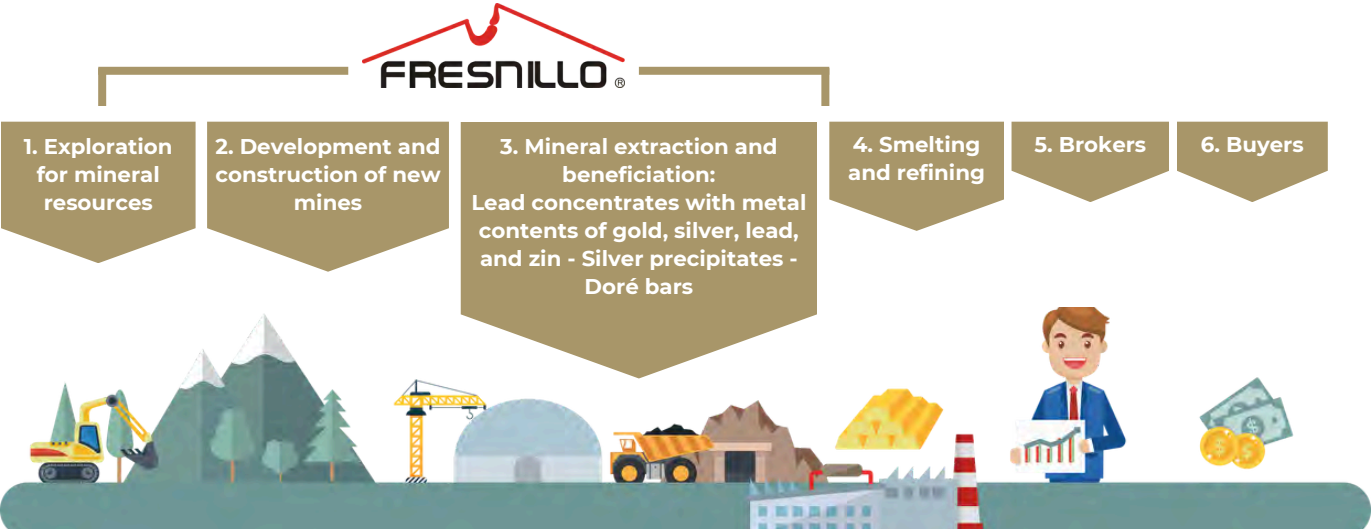 FRESNILLO ®
1. Exploration
for mineral
resources
2. Development and
construction of new
mines
3. Mineral extraction and
beneficiation:
Lead concentrates with metal
contents of gold, silver, lead,
and zin - Silver precipitates -
Doré bars
4. Smelting
and refining
5. Brokers
6. Buyers